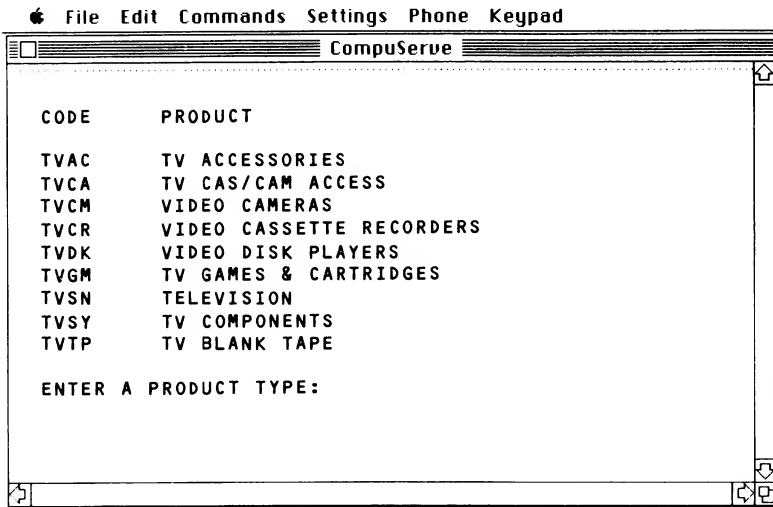 File Edit Commands Settings Phone Keypad
CompuServe
CODE PRODUCT
TVAC TV ACCESSORIES
TVCA TV CAS/CAM ACCESS
TVCM VIDEO CAMERAS
TVCR VIDEO CASSETTE RECORDERS
TVDK VIDEO DISK PLAYERS
TVGM TV GAMES & CARTRIDGES
TVSN TELEVISION
TVSY TV COMPONENTS
TVTP TV BLANK TAPE
ENTER A PRODUCT TYPE: